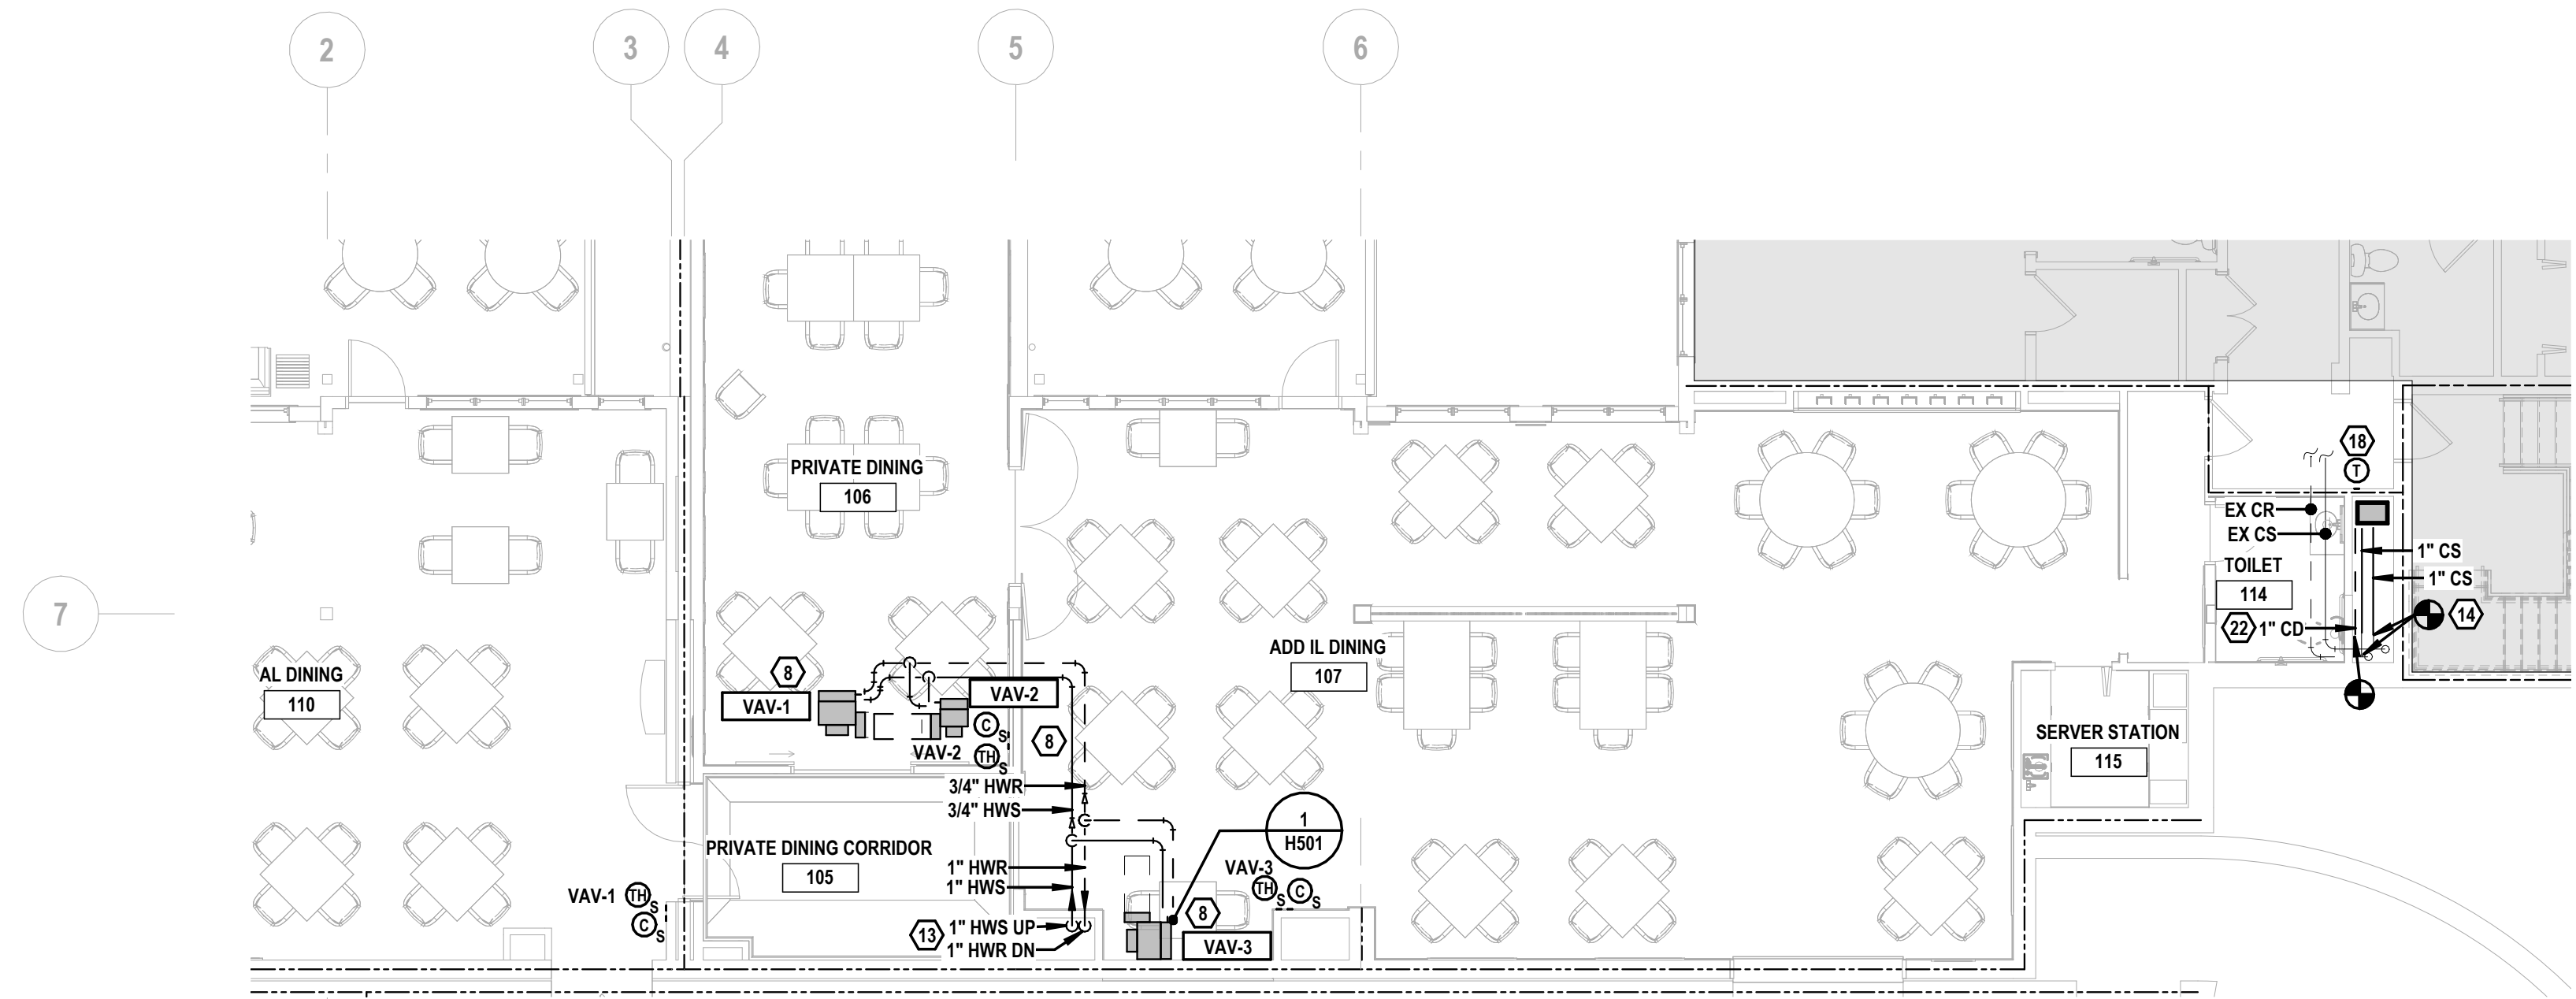 2
3
4
5
6
7
PRIVATE DINING
106
18
T
EX CR
EX CS
1" CS
1" CS
TOILET
114
22
1" CD
14
AL DINING
110
8
VAV-1
VAV-2
C
S
VAV-2
TH
S
8
ADD IL DINING
107
SERVER STATION
115
3/4" HWR
3/4" HWS
1
H501
PRIVATE DINING CORRIDOR
105
1" HWR
1" HWS
VAV-1
TH
S
C
S
13
1" HWS UP
1" HWR DN
VAV-3
TH
S
C
S
8
VAV-3